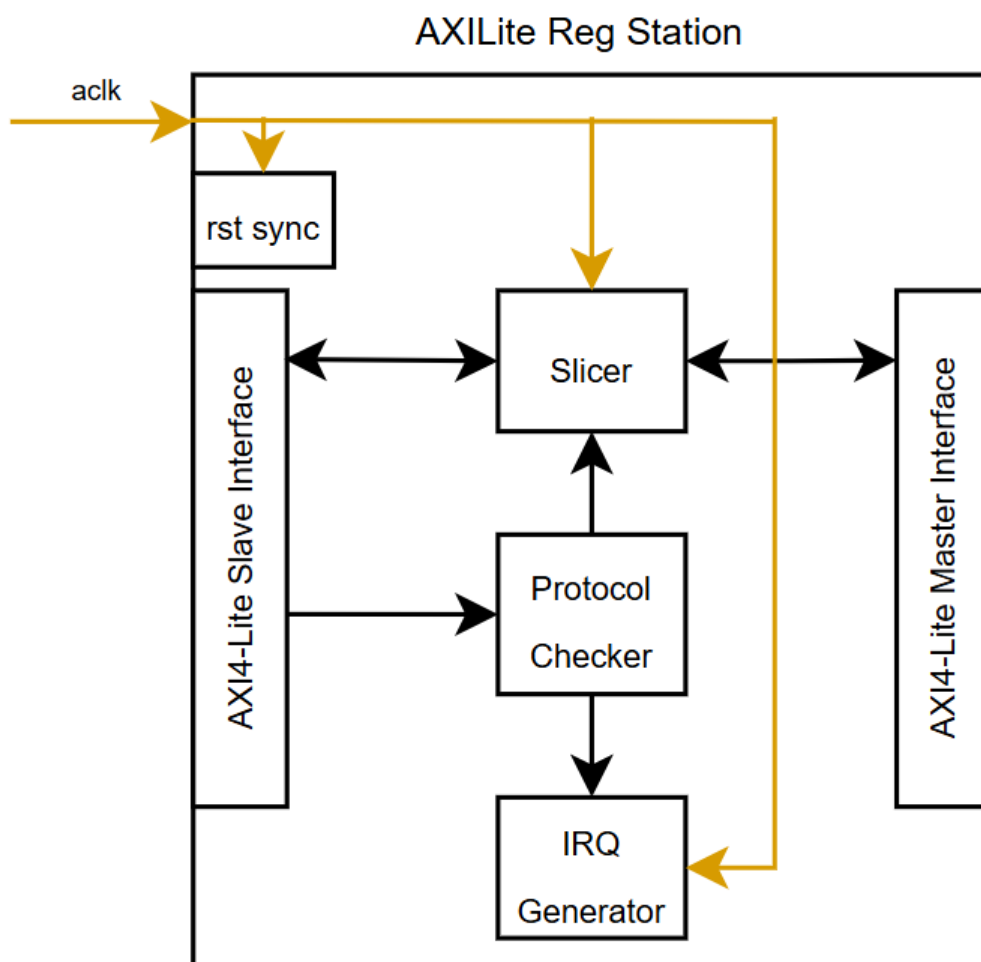 AXILite Reg Station
aclk
rst sync
AXI4-Lite Slave Interface
Slicer
Protocol
Checker
IRQ
Generator
AXI4-Lite Master Interface